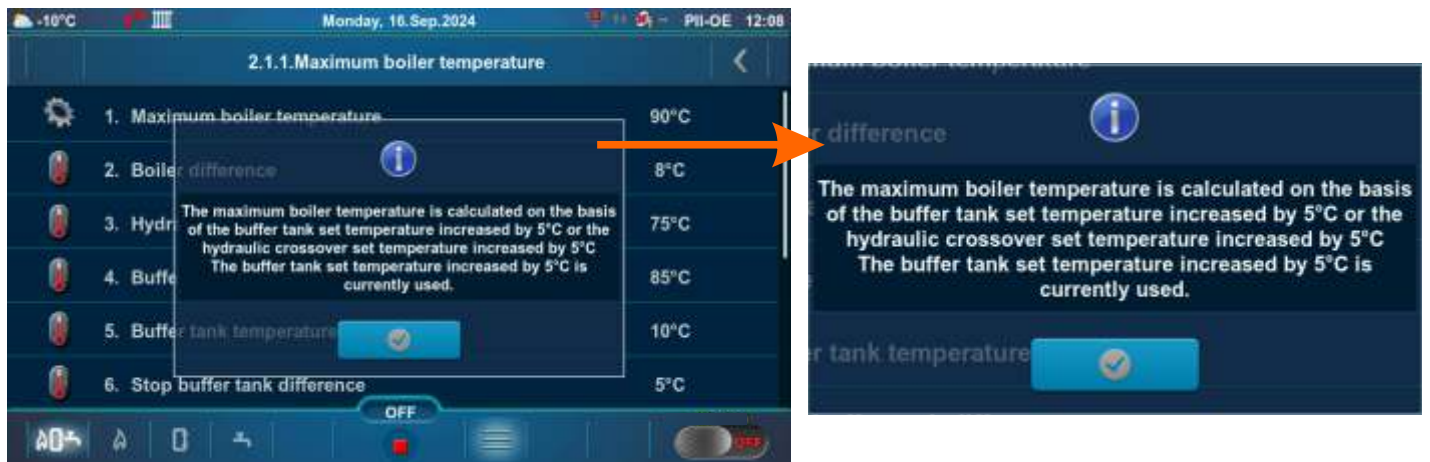 -10°C
Monday, 16.Sep.2024
PII-OE 12:08
2.1.1.Maximum boiler temperature
1. Maximum boiler temperature 90°C
2. Boiler difference 8°C
3. Hydr 75°C
4. Buffe 85°C
5. Buffer tank temperature 10°C
6. Stop buffer tank difference 5°C
The maximum boiler temperature is calculated on the basis
of the buffer tank set temperature increased by 5°C or the
hydraulic crossover set temperature increased by 5°C
The buffer tank set temperature increased by 5°C is
currently used.
OFF
OFF
boiler temperature
r difference
The maximum boiler temperature is calculated on the basis
of the buffer tank set temperature increased by 5°C or the
hydraulic crossover set temperature increased by 5°C
The buffer tank set temperature increased by 5°C is
currently used.
r tank temperature